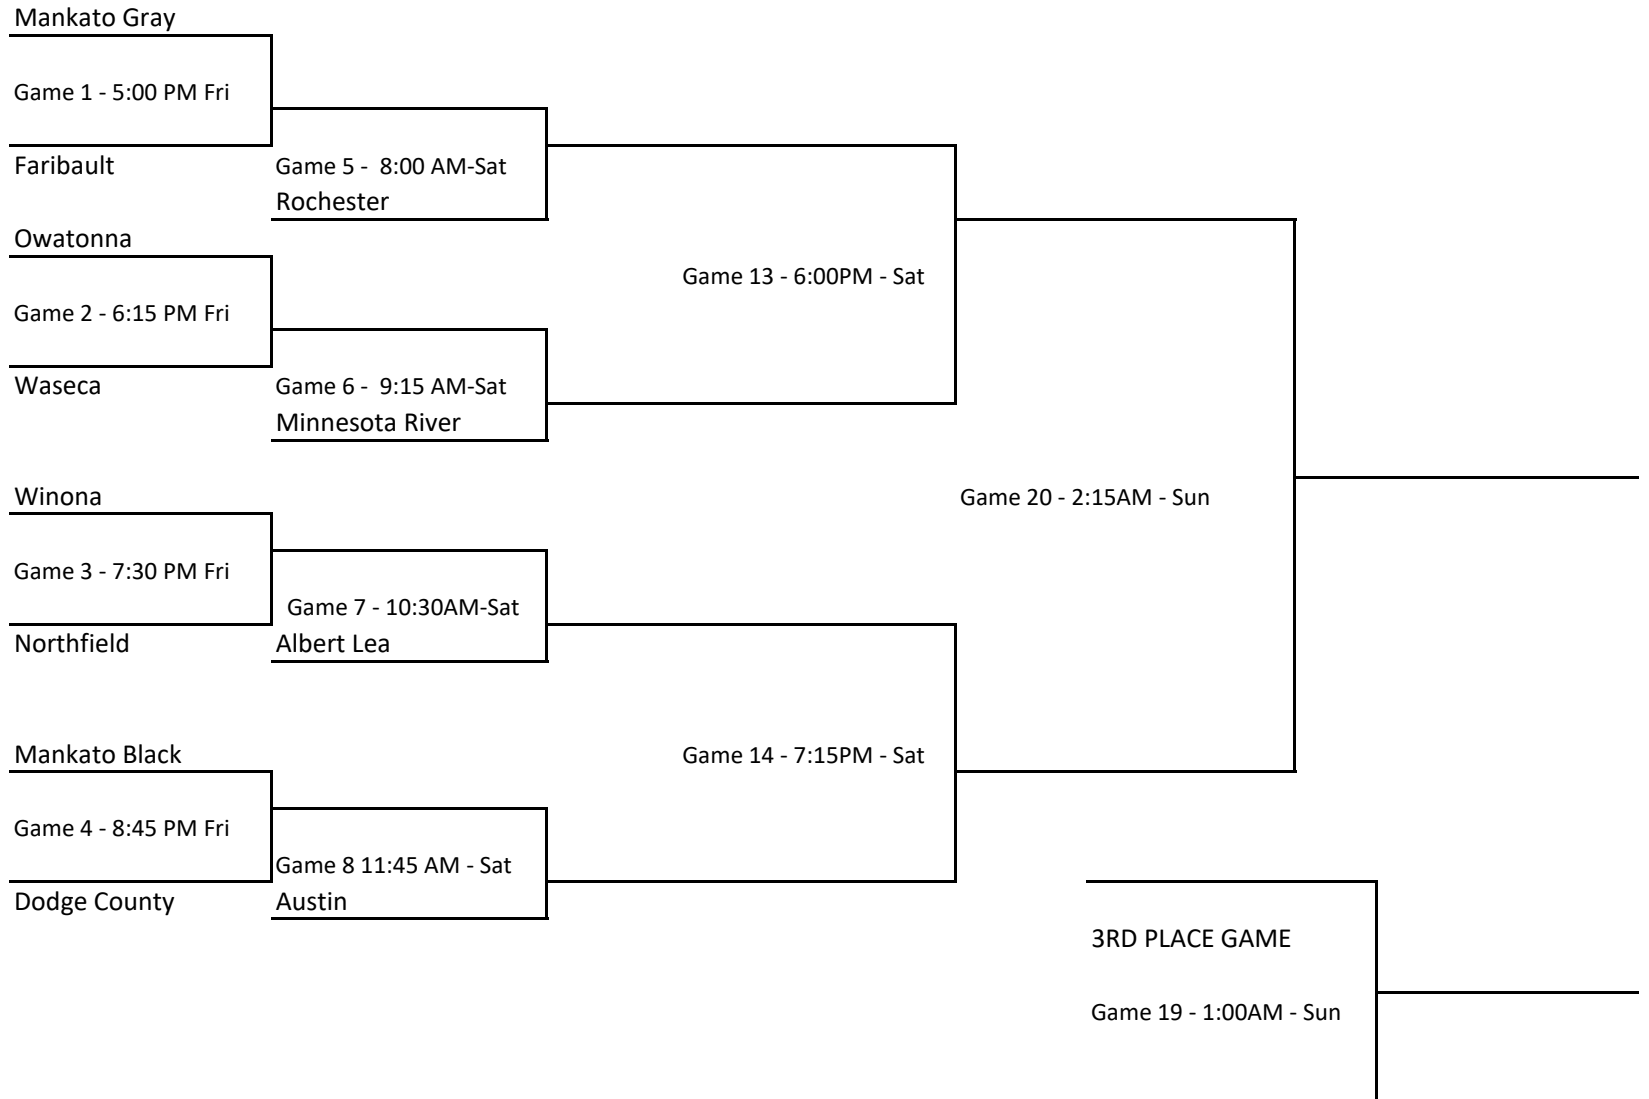 Mankato Gray
Game 1 - 5:00 PM Fri
Faribault
Game 5 -  8:00 AM-Sat
Rochester
Owatonna
Game 13 - 6:00PM - Sat
Game 2 - 6:15 PM Fri
Waseca
Game 6 -  9:15 AM-Sat
Minnesota River
Winona
Game 20 - 2:15AM - Sun
Game 3 - 7:30 PM Fri
Game 7 - 10:30AM-Sat
Northfield
Albert Lea
Mankato Black
Game 14 - 7:15PM - Sat
Game 4 - 8:45 PM Fri
Game 8 11:45 AM - Sat
Dodge County
Austin
3RD PLACE GAME
Game 19 - 1:00AM - Sun